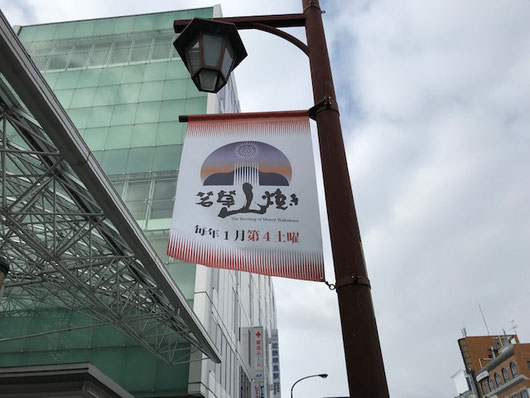 若草山焼き
The Burning of Mount Wakakusa
毎年1月第4土曜